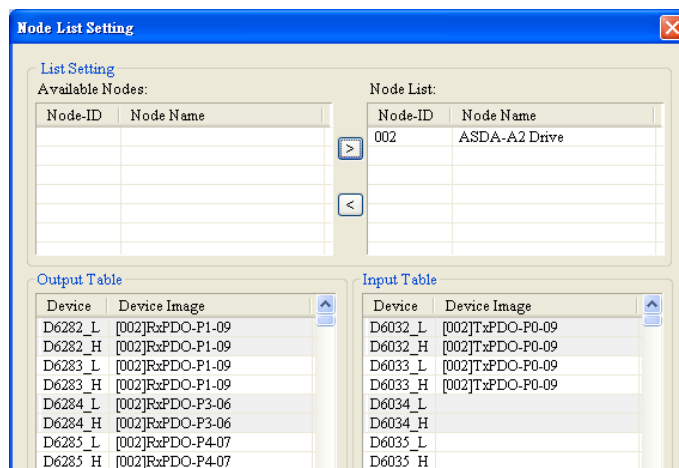 Node List Setting
List Setting
Available Nodes:
Node-ID Node Name
>
<
Node List:
Node-ID Node Name
002 ASDA-A2 Drive
Output Table
Device Device Image
D6282_L [002]RxPDO-P1-09
D6282_H [002]RxPDO-P1-09
D6283_L [002]RxPDO-P1-09
D6283_H [002]RxPDO-P1-09
D6284_L [002]RxPDO-P3-06
D6284_H [002]RxPDO-P3-06
D6285_L [002]RxPDO-P4-07
D6285_H [002]RxPDO-P4-07
Input Table
Device Device Image
D6032_L [002]TxPDO-P0-09
D6032_H [002]TxPDO-P0-09
D6033_L [002]TxPDO-P0-09
D6033_H [002]TxPDO-P0-09
D6034_L
D6034_H
D6035_L
D6035_H